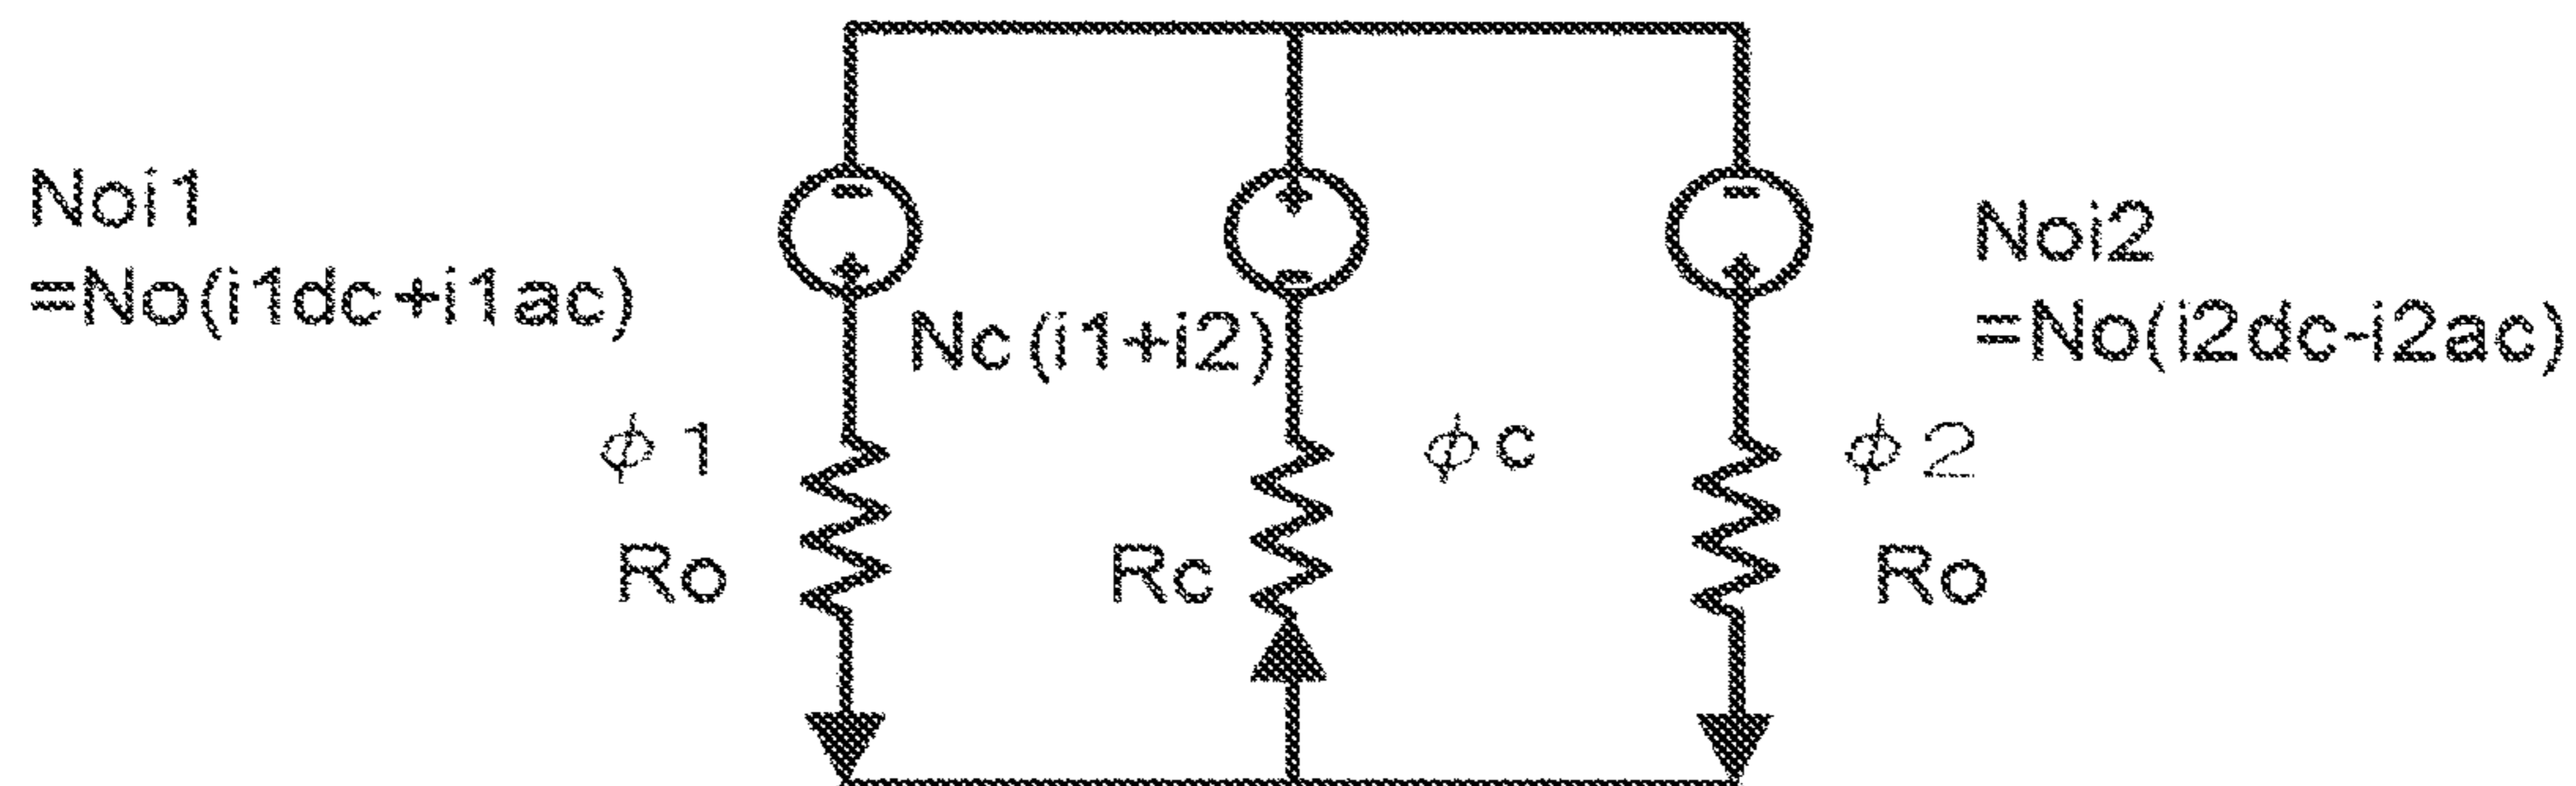 Noi1
=No(i1dc+i1ac)
Nc(i1+i2)
Noi2
=No(i2dc-i2ac)
ϕ1
ϕc
ϕ2
Ro
Rc
Ro